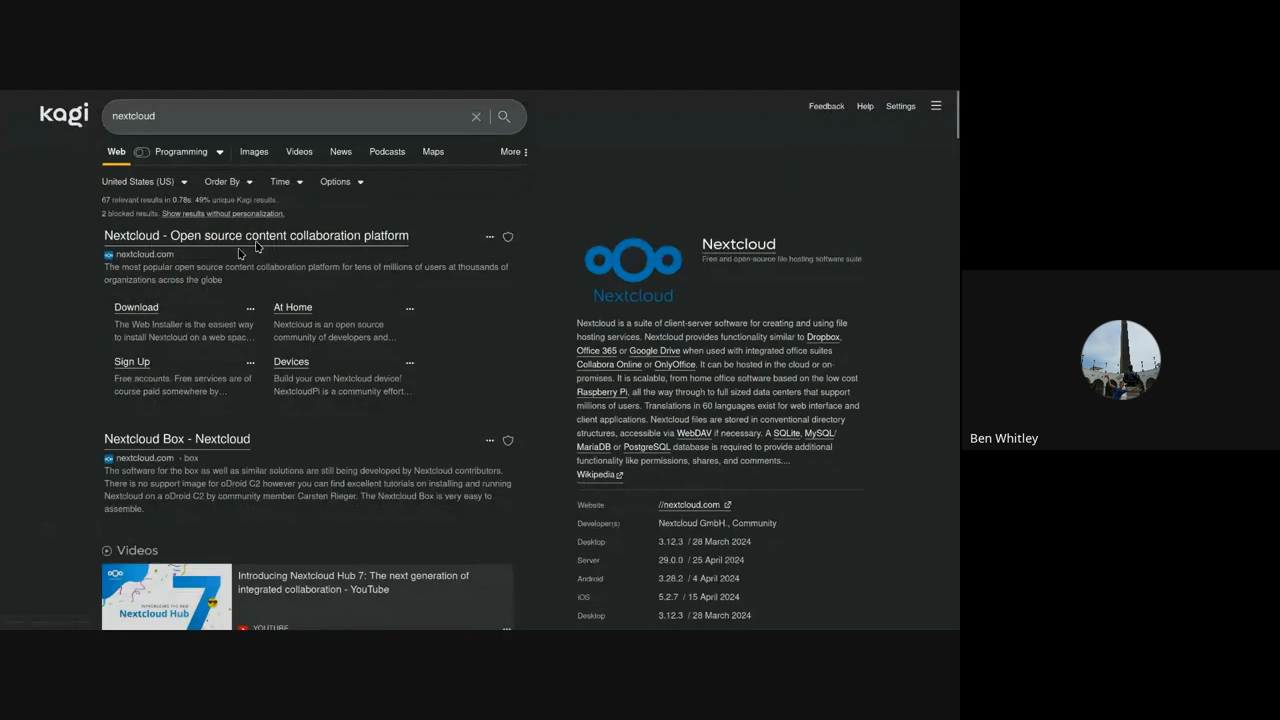 kagi
nextcloud
Feedback Help Settings
Web Programming Images Videos News Podcasts Maps More
United States (US) Order By Time Options
67 relevant results in 0.78s. 49% unique Kagi results.
2 blocked results. Show results without personalization.
Nextcloud - Open source content collaboration platform
nextcloud.com
The most popular open source content collaboration platform for tens of millions of users at thousands of
organizations across the globe
Download
The Web Installer is the easiest way
to install Nextcloud on a web spac...
At Home
Nextcloud is an open source
community of developers and...
Sign Up
Free accounts. Free services are of
course paid somehow by...
Devices
Build your own Nextcloud device!
NextcloudPi is a community effort...
Nextcloud Box - Nextcloud
nextcloud.com › box
The software for the box as well as similar solutions are still being developed by Nextcloud contributors.
There is no support image for oDroid C2 however you can find excellent tutorials on installing and running
Nextcloud on a oDroid C2 by community member Carsten Rieger. The Nextcloud Box is very easy to
assemble.
Videos
INTRODUCING THE NEW
Nextcloud Hub 7
Introducing Nextcloud Hub 7: The next generation of
integrated collaboration - YouTube
YOUTUBE
Nextcloud
Nextcloud
Free and open-source file hosting software suite
Nextcloud is a suite of client-server software for creating and using file
hosting services. Nextcloud provides functionality similar to Dropbox,
Office 365 or Google Drive when used with integrated office suites
Collabora Online or OnlyOffice. It can be hosted in the cloud or on-
premises. It is scalable, from home office software based on the low cost
Raspberry Pi, all the way through to full sized data centers that support
millions of users. Translations in 60 languages exist for web interface and
client applications. Nextcloud files are stored in conventional directory
structures, accessible via WebDAV if necessary. A SQLite, MySQL/
MariaDB or PostgreSQL database is required to provide additional
functionality like permissions, shares, and comments....
Wikipedia
Website //nextcloud.com
Developer(s) Nextcloud GmbH., Community
Desktop 3.12.3 / 28 March 2024
Server 29.0.0 / 25 April 2024
Android 3.28.2 / 4 April 2024
iOS 5.2.7 / 15 April 2024
Desktop 3.12.3 / 28 March 2024
Ben Whitley